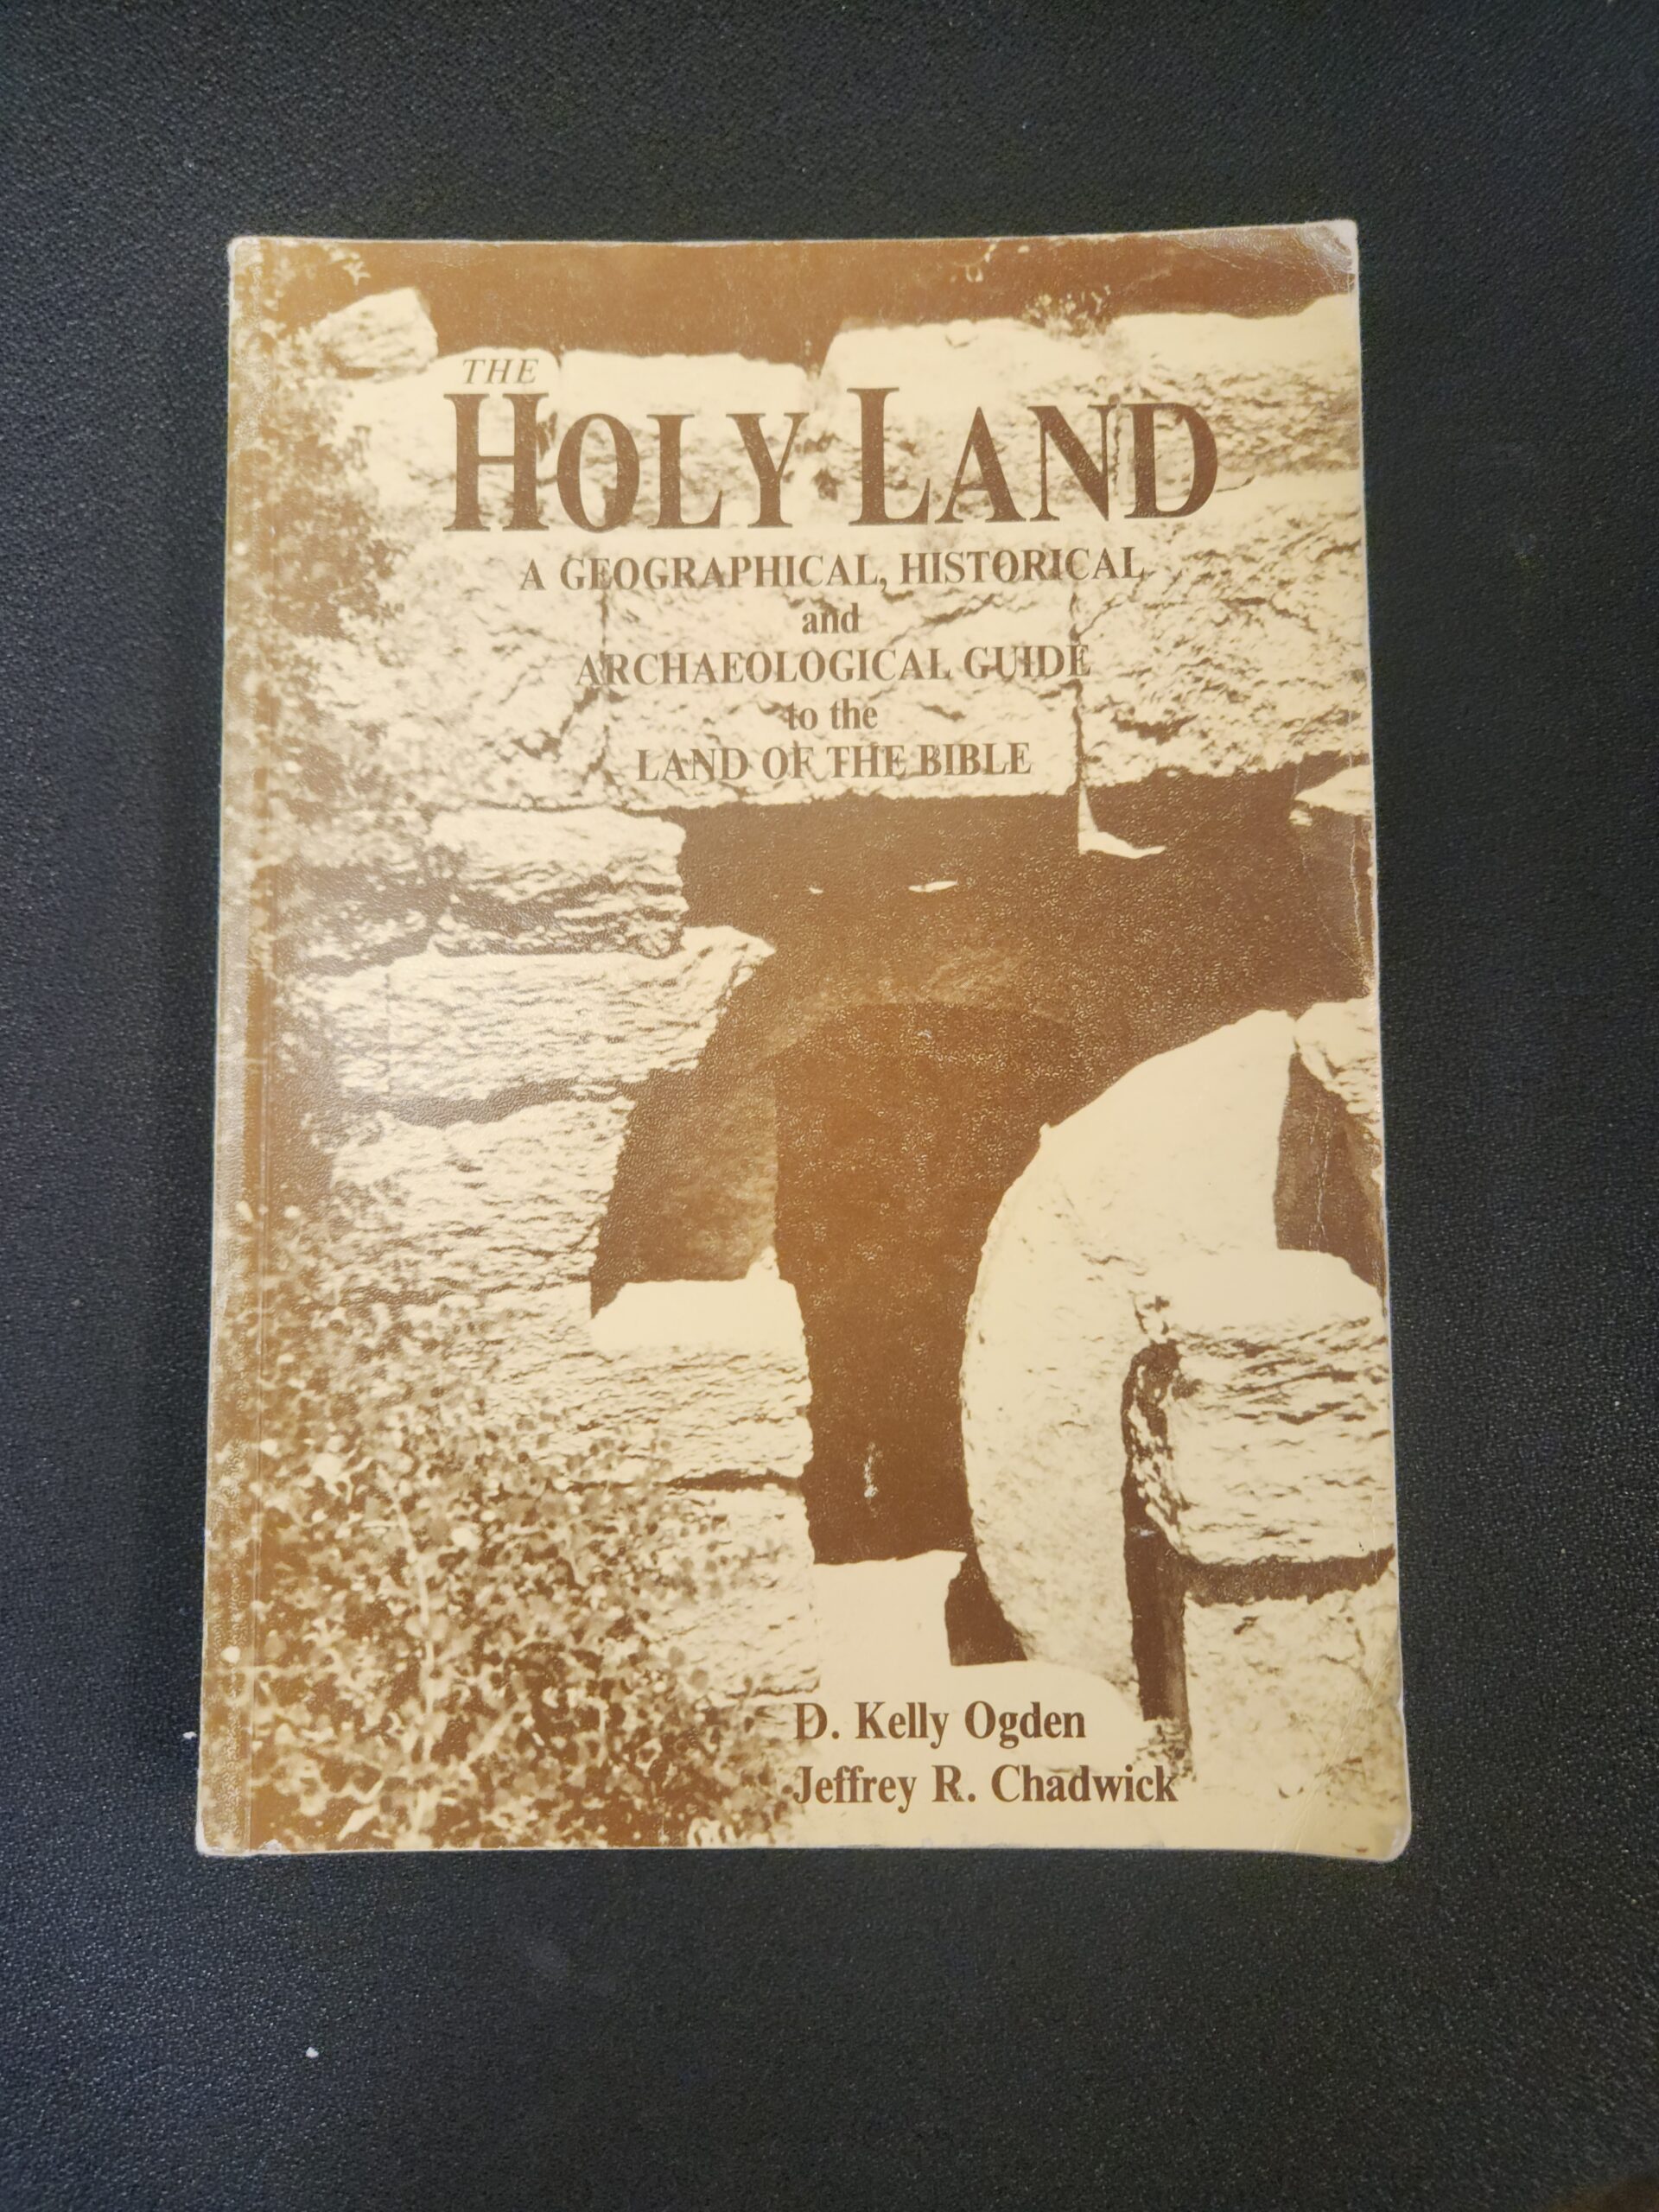 THE
HOLY LAND
A GEOGRAPHICAL, HISTORICAL
and
ARCHAEOLOGICAL GUIDE
to the
LAND OF THE BIBLE
D. Kelly Ogden
Jeffrey R. Chadwick